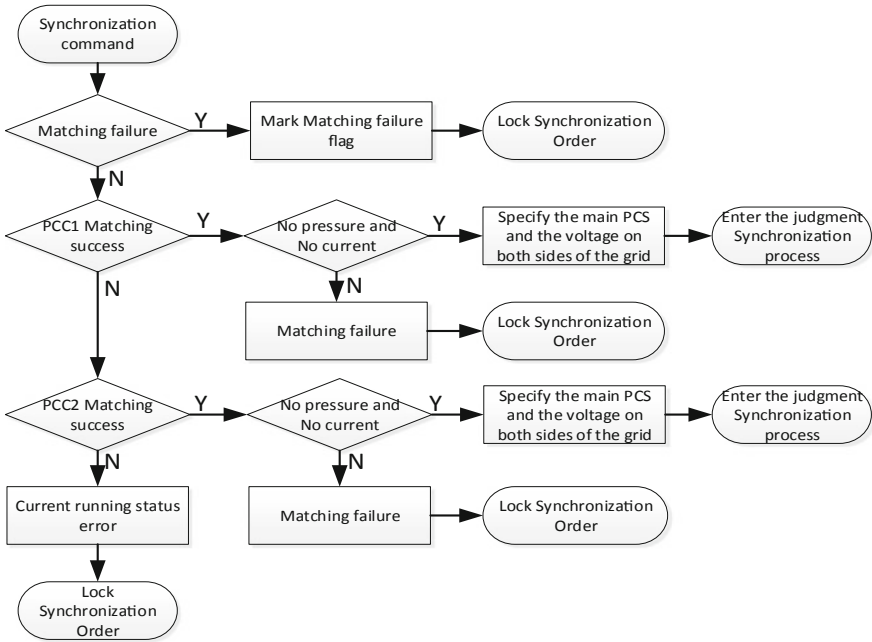 Synchronization
command
Matching failure
Y
Mark Matching failure
flag
Lock Synchronization
Order
N
PCC1 Matching
success
Y
No pressure and
No current
Y
Specify the main PCS
and the voltage on
both sides of the grid
Enter the judgment
Synchronization
process
N
N
Matching failure
Lock Synchronization
Order
PCC2 Matching
success
Y
No pressure and
No current
Y
Specify the main PCS
and the voltage on
both sides of the grid
Enter the judgment
Synchronization
process
N
N
Current running status
error
Matching failure
Lock Synchronization
Order
Lock
Synchronization
Order